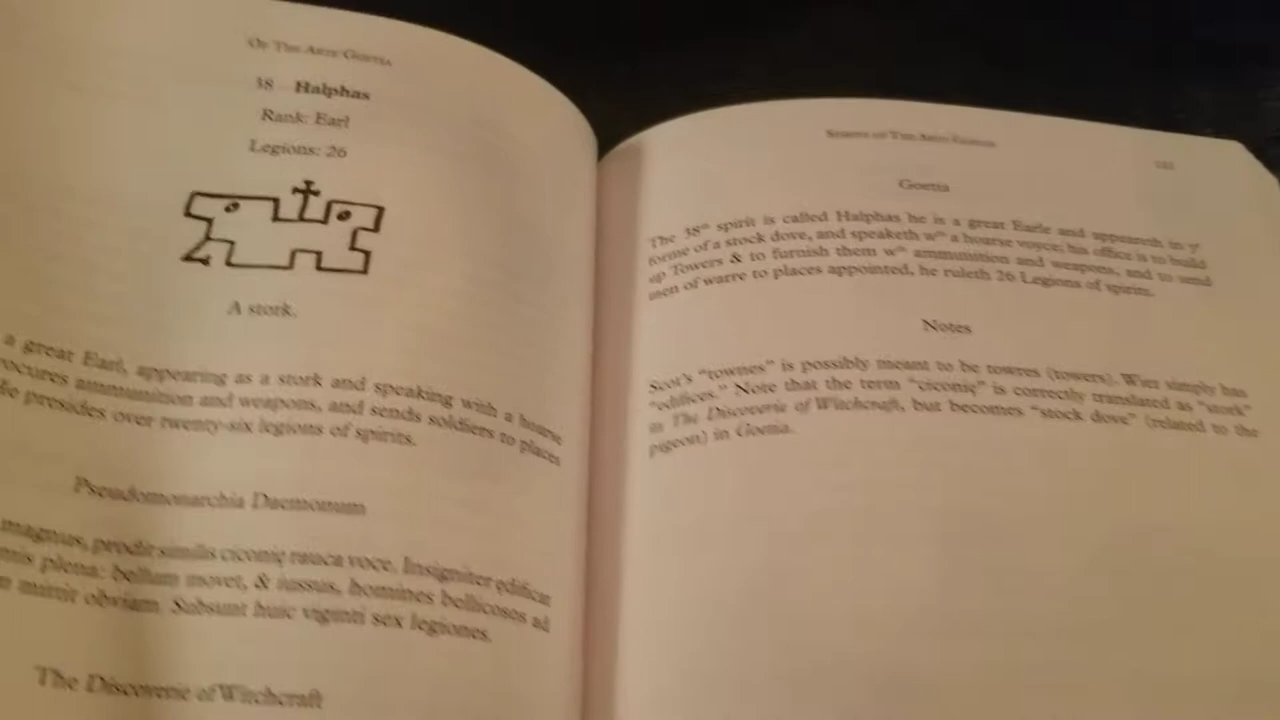 Of The Arte Goetia
38 Halphas
Rank: Earl
Legions: 26
A stork.
a great Earl, appearing as a stork and speaking with a hoarse
rocures ammunition and weapons, and sends soldiers to places
He presides over twenty-six legions of spirits.
Pseudomonarchia Daemonum
magnus, prodit similis ciconię rauca voce. Insigniter ędificat
plena: bellum movet, & iussus, homines bellicosos ad
obviam. Subsunt huic viginti sex legiones.
The Discoverie of Witchcraft
Spirits of The Arte Goetia
Goetia
The 38th spirit is called Halphas he is a great Earle and appeareth in yᵉ
forme of a stock dove, and speaketh wᵗʰ a hoarse voyce; his office is to build
up Towers & to furnish them wᵗʰ ammunition and weapons, and to send
men of warre to places appointed, he ruleth 26 Legions of spirits.
Notes
Scot's "townes" is possibly meant to be towres (towers). Wier simply has
"edifices." Note that the term "ciconię" is correctly translated as "stork"
in The Discoverie of Witchcraft, but becomes "stock dove" (related to the
pigeon) in Goetia.